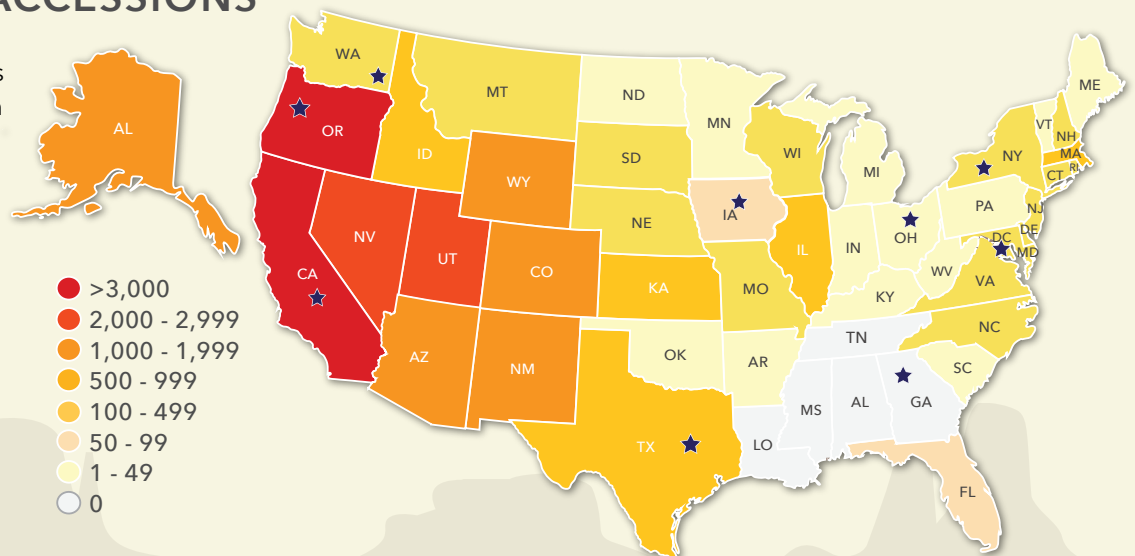 ACCESSIONS
s
WA
MT
ND
MN
ME
OR
ID
WY
SD
WI
MI
VT
NH
NY
MA
CT
RI
AL
NV
UT
CO
NE
IA
IL
IN
OH
PA
NJ
DE
DC
MD
WV
VA
KY
CA
KA
MO
AZ
NM
OK
AR
TN
NC
SC
TX
LO
MS
AL
GA
FL
>3,000
2,000 - 2,999
1,000 - 1,999
500 - 999
100 - 499
50 - 99
1 - 49
0